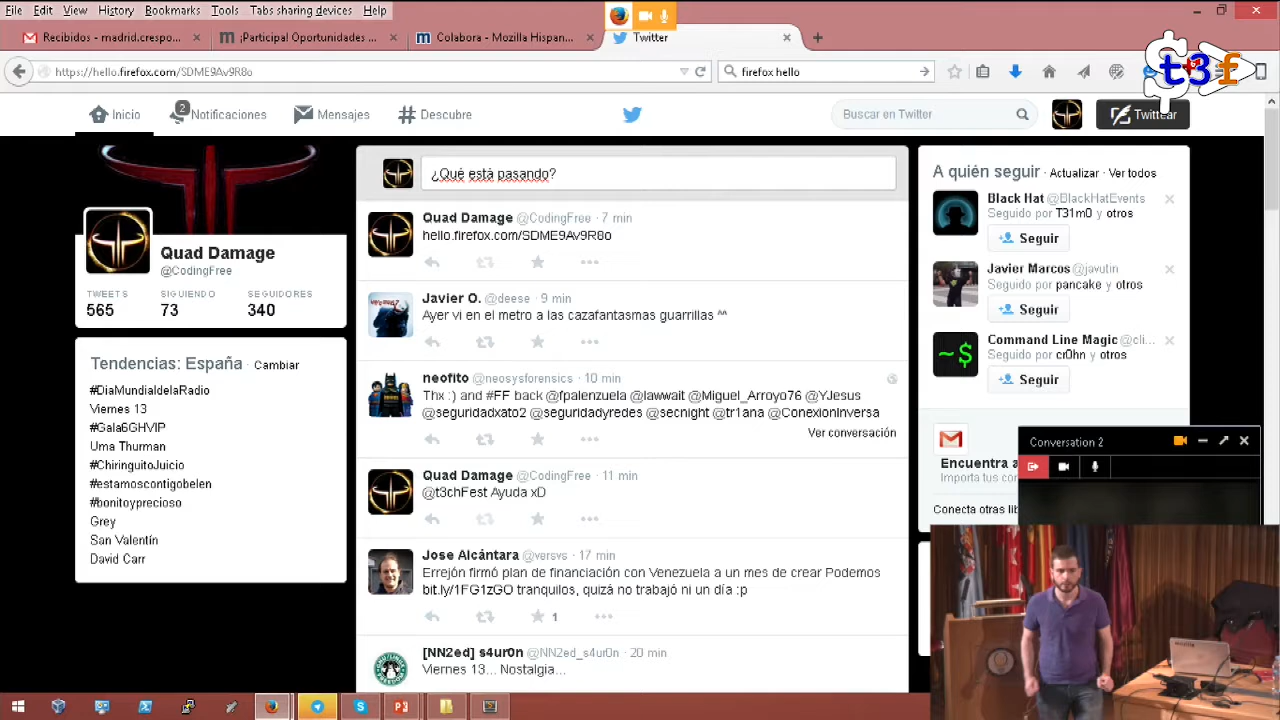 File Edit View History Bookmarks Tools Tabs sharing devices Help
Recibidos - madrid.crespo...
¡Participa! Oportunidades ...
Colabora - Mozilla Hispan...
Twitter
https://hello.firefox.com/SDME9Av9R8o
firefox hello
t3f
Inicio
2
Notificaciones
Mensajes
Descubre
Buscar en Twitter
Twittear
Quad Damage
@CodingFree
TWEETS SIGUIENDO SEGUIDORES
565 73 340
Tendencias: España · Cambiar
#DiaMundialdelaRadio
Viernes 13
#Gala6GHVIP
Uma Thurman
#ChiringuitoJuicio
#estamoscontigobelen
#bonitoyprecioso
Grey
San Valentín
David Carr
¿Qué está pasando?
Quad Damage @CodingFree · 7 min
hello.firefox.com/SDME9Av9R8o
Javier O. @deese · 9 min
Ayer vi en el metro a las cazafantasmas guarrillas ^^
neofito @neosysforensics · 10 min
Thx :) and #FF back @fpalenzuela @lawwait @Miguel_Arroyo76 @YJesus
@seguridadxato2 @seguridadyredes @secnight @tr1ana @ConexionInversa
Ver conversación
Quad Damage @CodingFree · 11 min
@t3chFest Ayuda xD
Jose Alcántara @versvs · 17 min
Errejón firmó plan de financiación con Venezuela a un mes de crear Podemos
bit.ly/1FG1zGO tranquilos, quizá no trabajó ni un día :p
1
[NN2ed] s4ur0n @NN2ed_s4ur0n · 20 min
Viernes 13... Nostalgia...
A quién seguir · Actualizar · Ver todos
Black Hat @BlackHatEvents
Seguido por T31m0 y otros
Seguir
Javier Marcos @javutin
Seguido por pancake y otros
Seguir
~$
Command Line Magic @cli...
Seguido por cr0hn y otros
Seguir
Encuentra a
Importa tus con
Conecta otras lib
Conversation 2